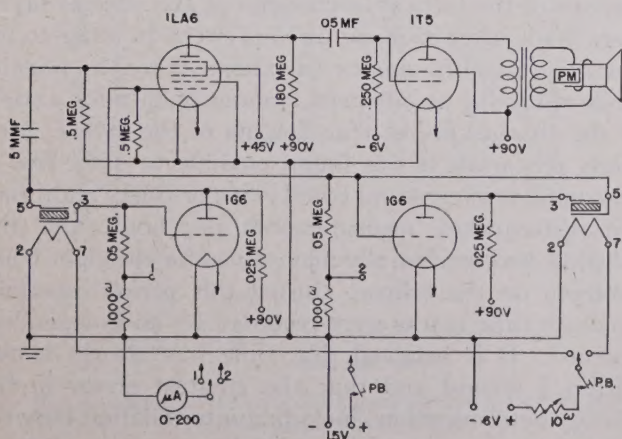 1LA6
.05 MF
1T5
.5 MMF
.5 MEG.
.5 MEG.
.180 MEG.
+90V
+45V
.250 MEG.
-6V
PM
+90V
5
3
2
7
.05 MEG.
1
1000ω
1G6
.025 MEG.
+90V
.05 MEG.
2
1000ω
1G6
.025 MEG.
+90V
3
5
2
7
μA
0-200
1
2
P.B.
- 1.5V +
- 6V +
10ω
P.B.